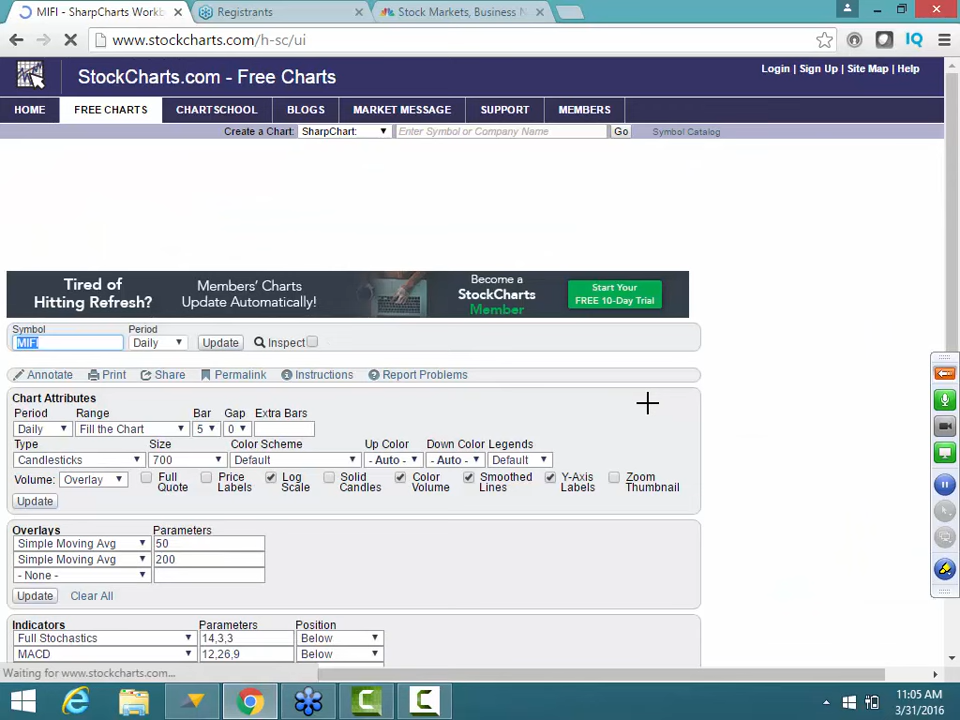 MIFI - SharpCharts Workb
Registrants
Stock Markets, Business N
www.stockcharts.com/h-sc/ui
IQ
StockCharts.com - Free Charts
Login | Sign Up | Site Map | Help
HOME FREE CHARTS CHARTSCHOOL BLOGS MARKET MESSAGE SUPPORT MEMBERS
Create a Chart: SharpChart: Enter Symbol or Company Name Go Symbol Catalog
Tired of
Hitting Refresh?
Members' Charts
Update Automatically!
Become a
StockCharts
Member
Start Your
FREE 10-Day Trial
Symbol Period
MIFI Daily Update Inspect
Annotate Print Share Permalink Instructions Report Problems
Chart Attributes
Period Range Bar Gap Extra Bars
Daily Fill the Chart 5 0
Type Size Color Scheme Up Color Down Color Legends
Candlesticks 700 Default - Auto - - Auto - Default
Volume: Overlay Full Quote Price Labels Log Scale Solid Candles Color Volume Smoothed Lines Y-Axis Labels Zoom Thumbnail
Update
Overlays Parameters
Simple Moving Avg 50
Simple Moving Avg 200
- None -
Update Clear All
Indicators Parameters Position
Full Stochastics 14,3,3 Below
MACD 12,26,9 Below
Waiting for www.stockcharts.com...
11:05 AM
3/31/2016